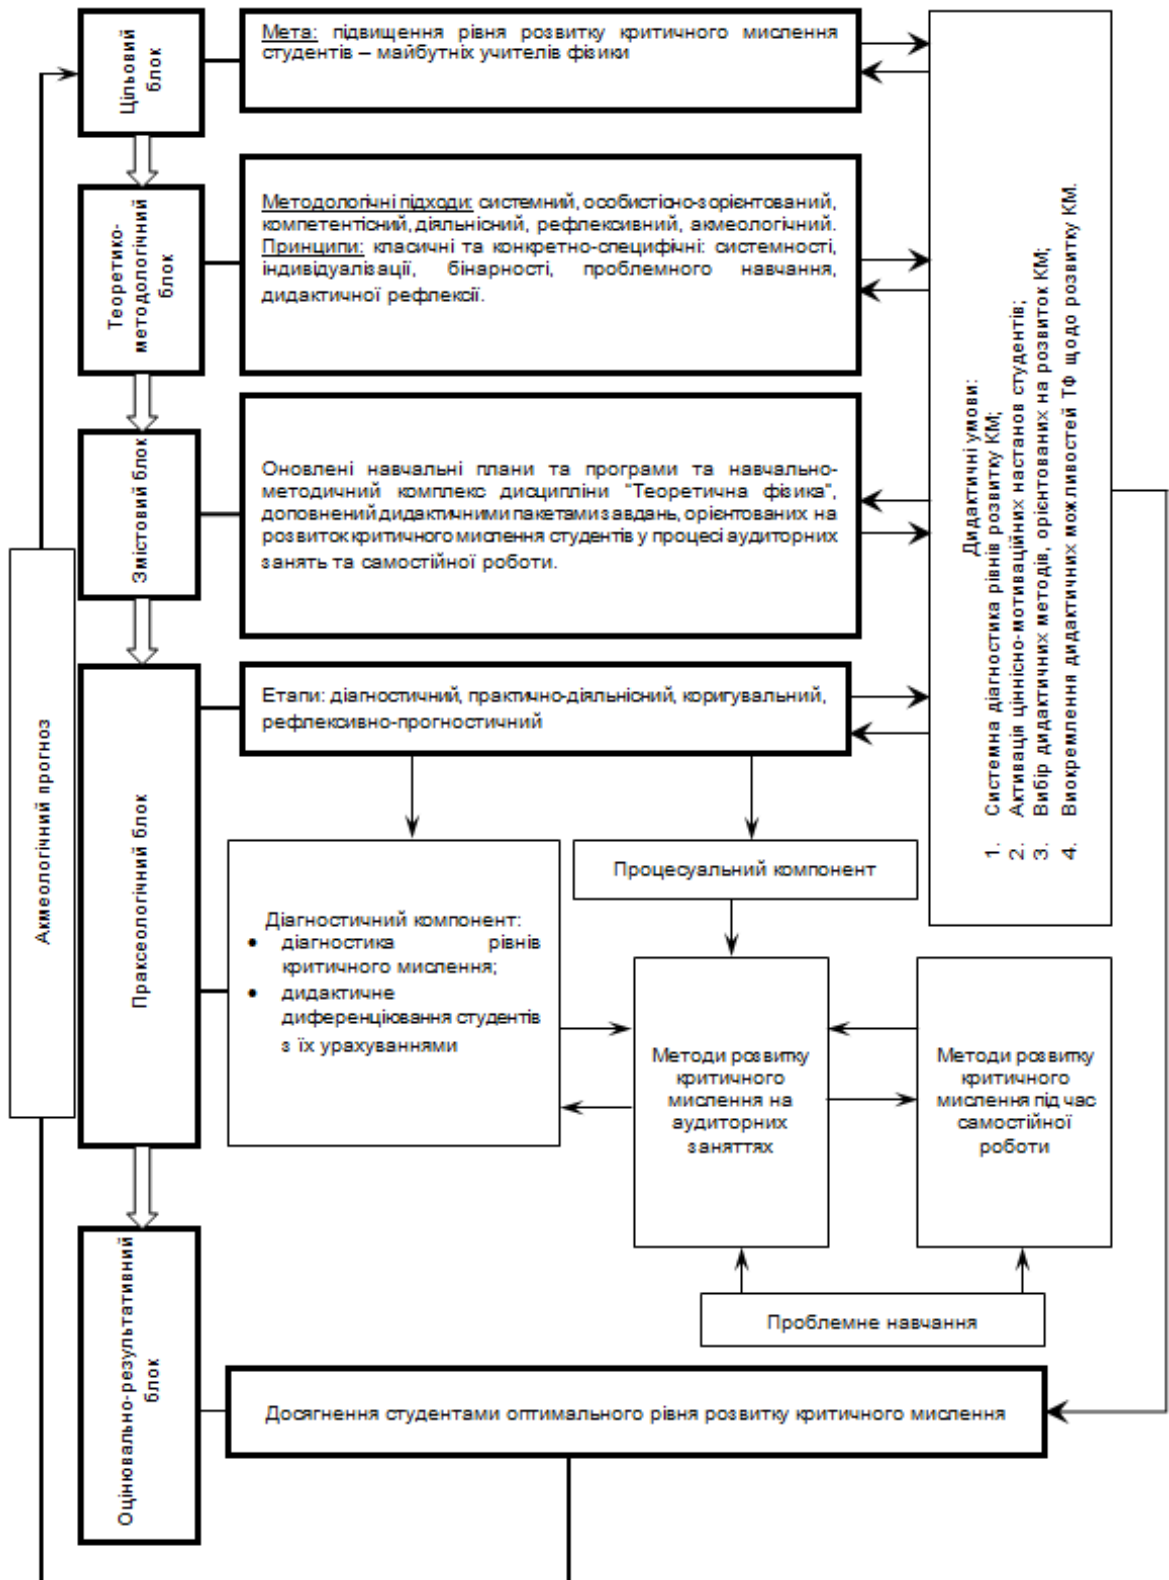 Цільовий
блок
Мета: підвищення рівня розвитку критичного мислення
студентів – майбутніх учителів фізики
Теоретико-
методологічний
блок
Методологічні підходи: системний, особистісно-зорієнтований,
компетентісний, діяльнісний, рефлексивний, акмеологічний.
Принципи: класичні та конкретно-специфічні: системності,
індивідуалізації, бінарності, проблемного навчання,
дидактичної рефлексії.
Змістовий блок
Оновлені навчальні плани та програми та навчально-
методичний комплекс дисципліни "Теоретична фізика",
доповнений дидактичними пакетами завдань, орієнтованих на
розвиток критичного мислення студентів у процесі аудиторних
занять та самостійної роботи.
Дидактичні умови:
1. Системна діагностика рівнів розвитку КМ;
2. Активація ціннісно-мотиваційних настанов студентів;
3. Вибір дидактичних методів, орієнтованих на розвиток КМ;
4. Виокремлення дидактичних можливостей ТФ щодо розвитку КМ.
Акмеологічний прогноз
Праксеологічний блок
Етапи: діагностичний, практично-діяльнісний, коригувальний,
рефлексивно-прогностичний
Діагностичний компонент:
• діагностика рівнів
критичного мислення;
• дидактичне
диференціювання студентів
з їх урахуваннями
Процесуальний компонент
Методи розвитку
критичного
мислення на
аудиторних
заняттях
Методи розвитку
критичного
мислення під час
самостійної
роботи
Проблемне навчання
Оцінювально-результативний
блок
Досягнення студентами оптимального рівня розвитку критичного мислення